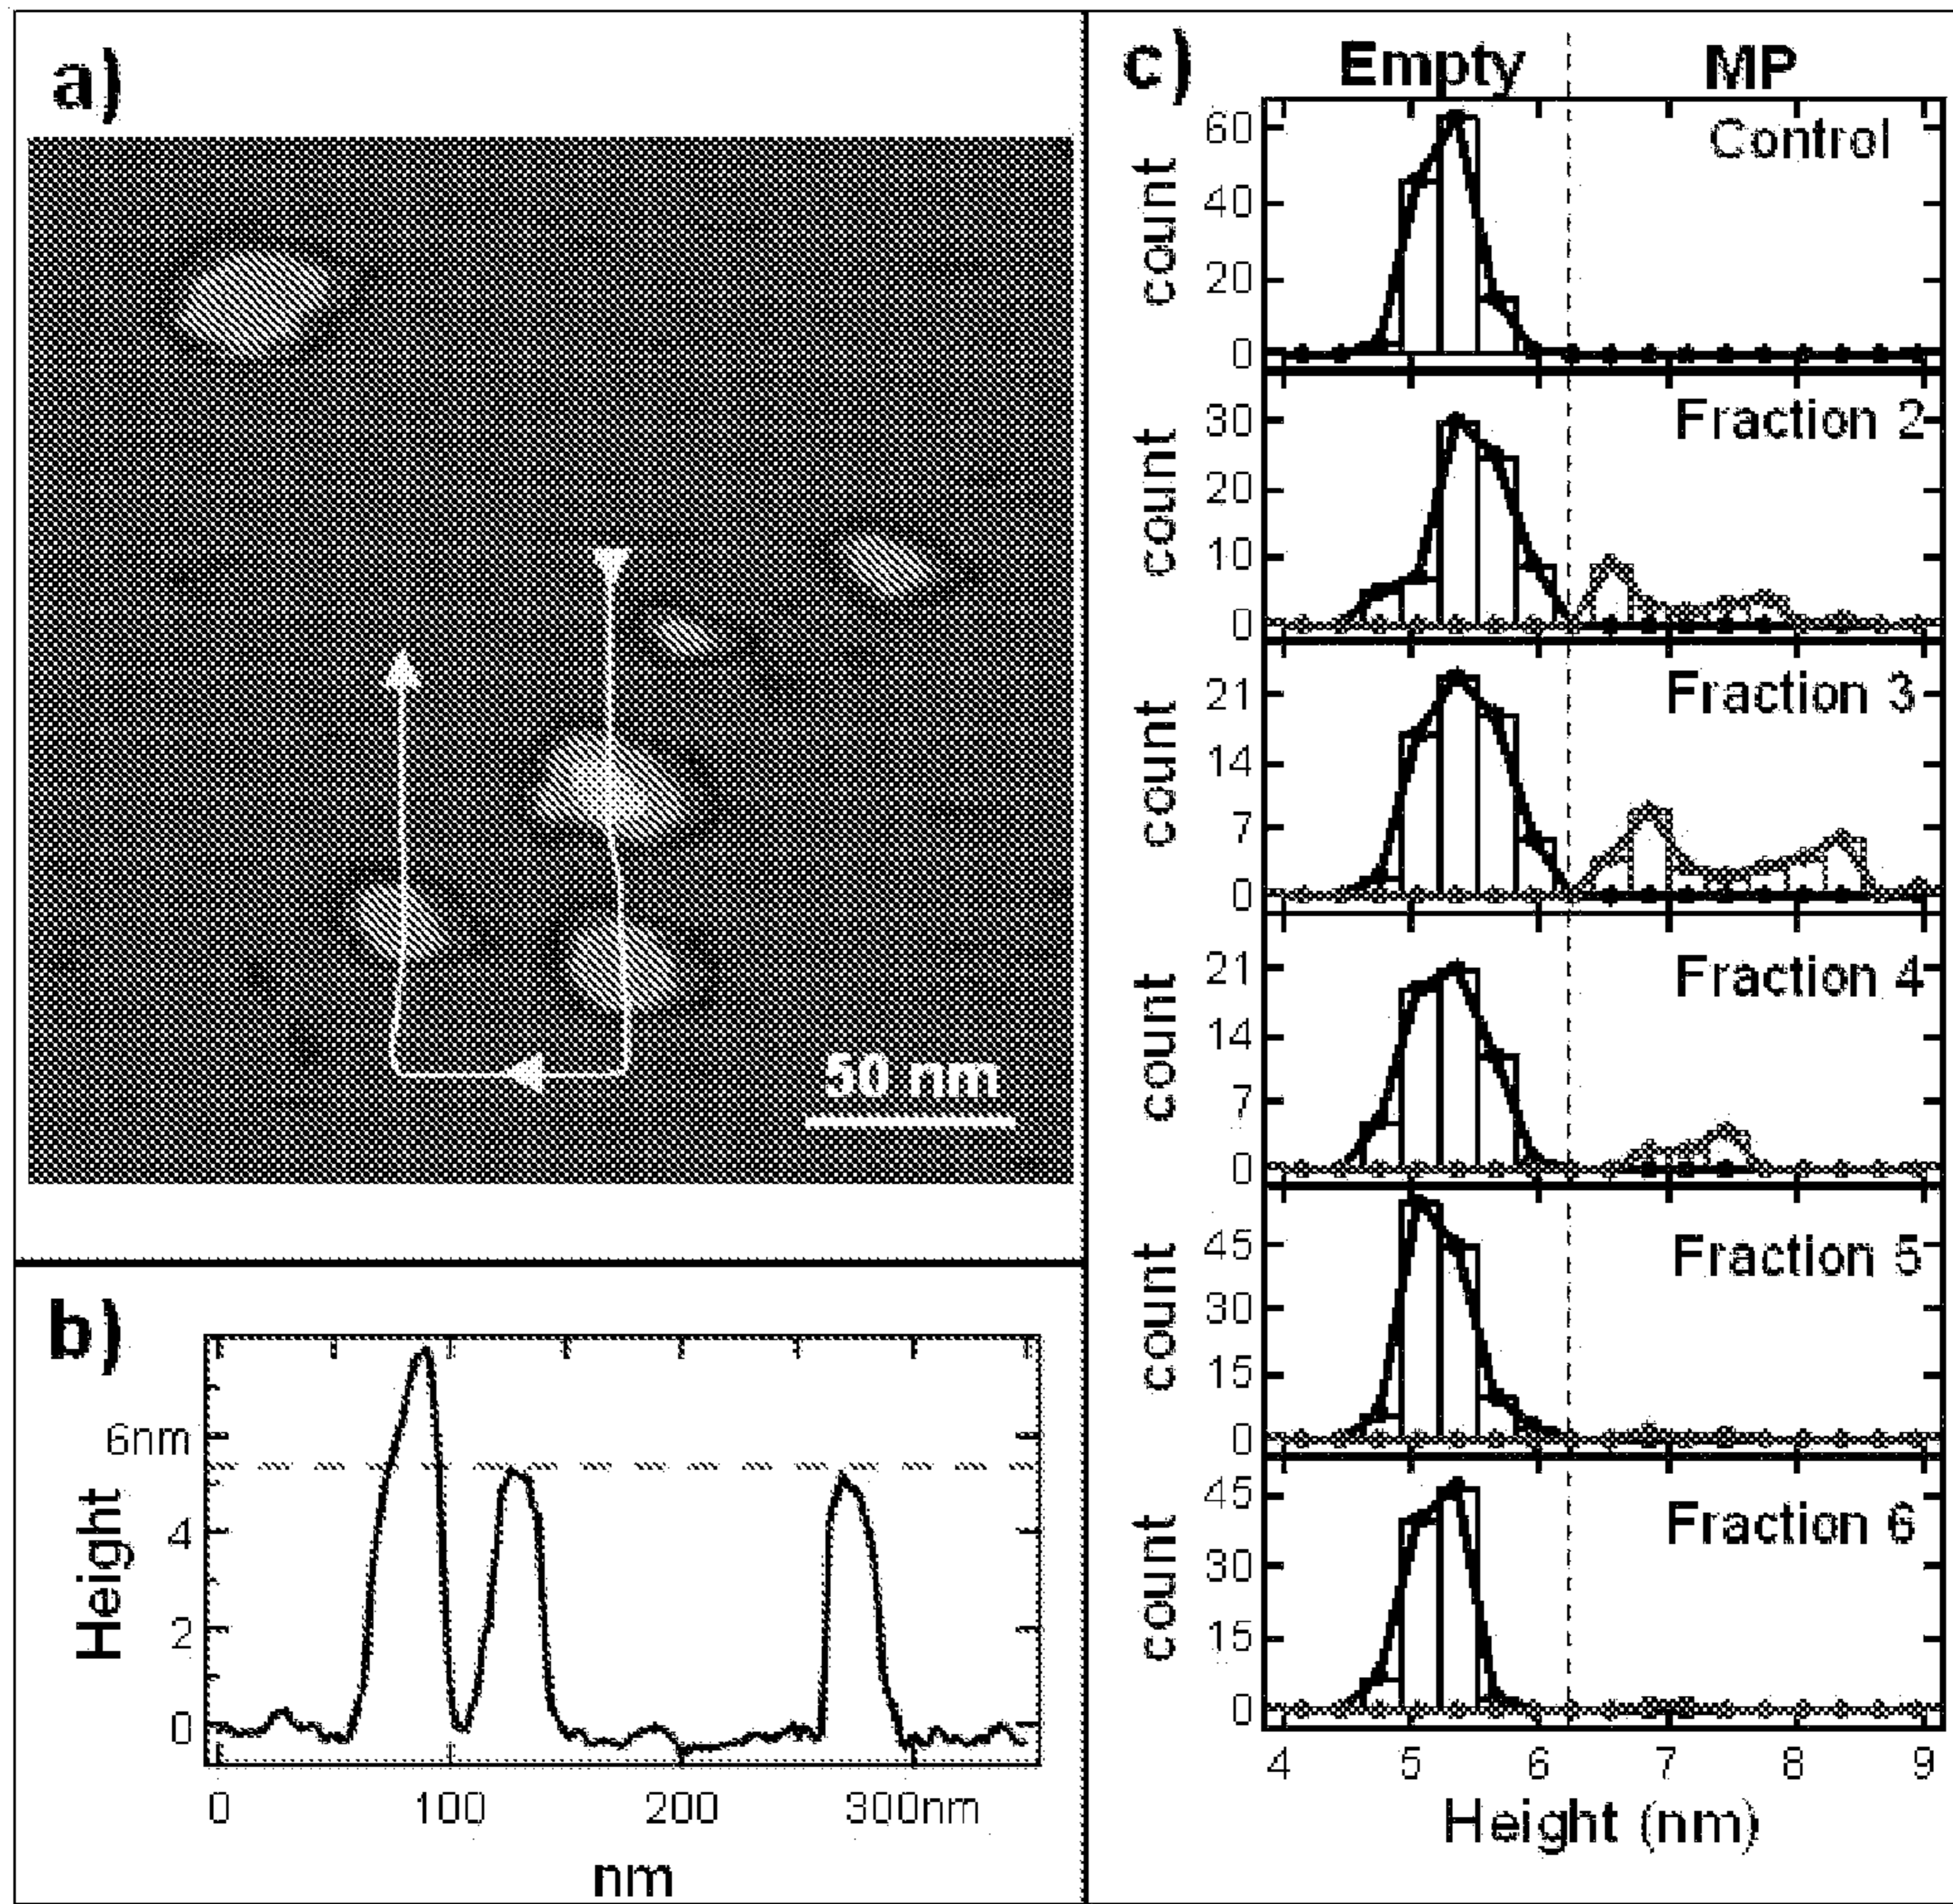 a)
50 nm
b)
Height
6nm
4
2
0
0 100 200 300nm
nm
c) Empty MP
Control
count
60
40
20
0
Fraction 2
count
30
20
10
0
Fraction 3
count
21
14
7
0
Fraction 4
count
21
14
7
0
Fraction 5
count
45
30
15
0
Fraction 6
count
45
30
15
0
4 5 6 7 8 9
Height (nm)